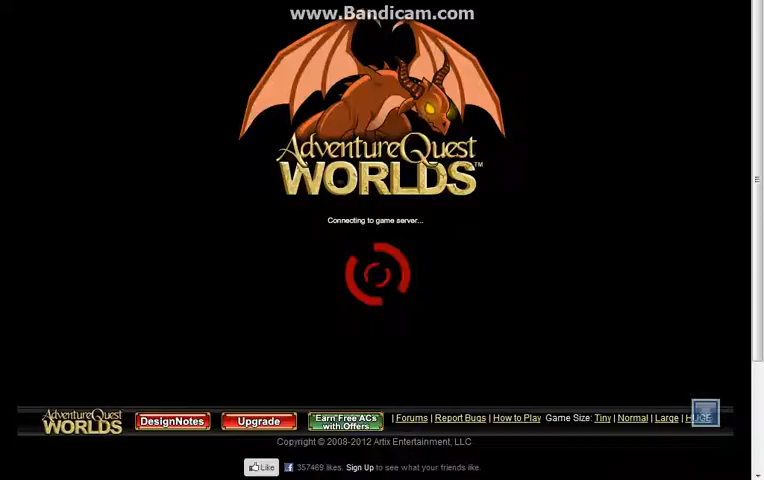 www.Bandicam.com
AdventureQuest
WORLDS™
Connecting to game server...
AdventureQuest
WORLDS
DesignNotes
Upgrade
Earn Free ACs
with Offers
| Forums | Report Bugs | How to Play Game Size: Tiny | Normal | Large | HUGE
Copyright © 2008-2012 Artix Entertainment, LLC
Like
357469 likes. Sign Up to see what your friends like.